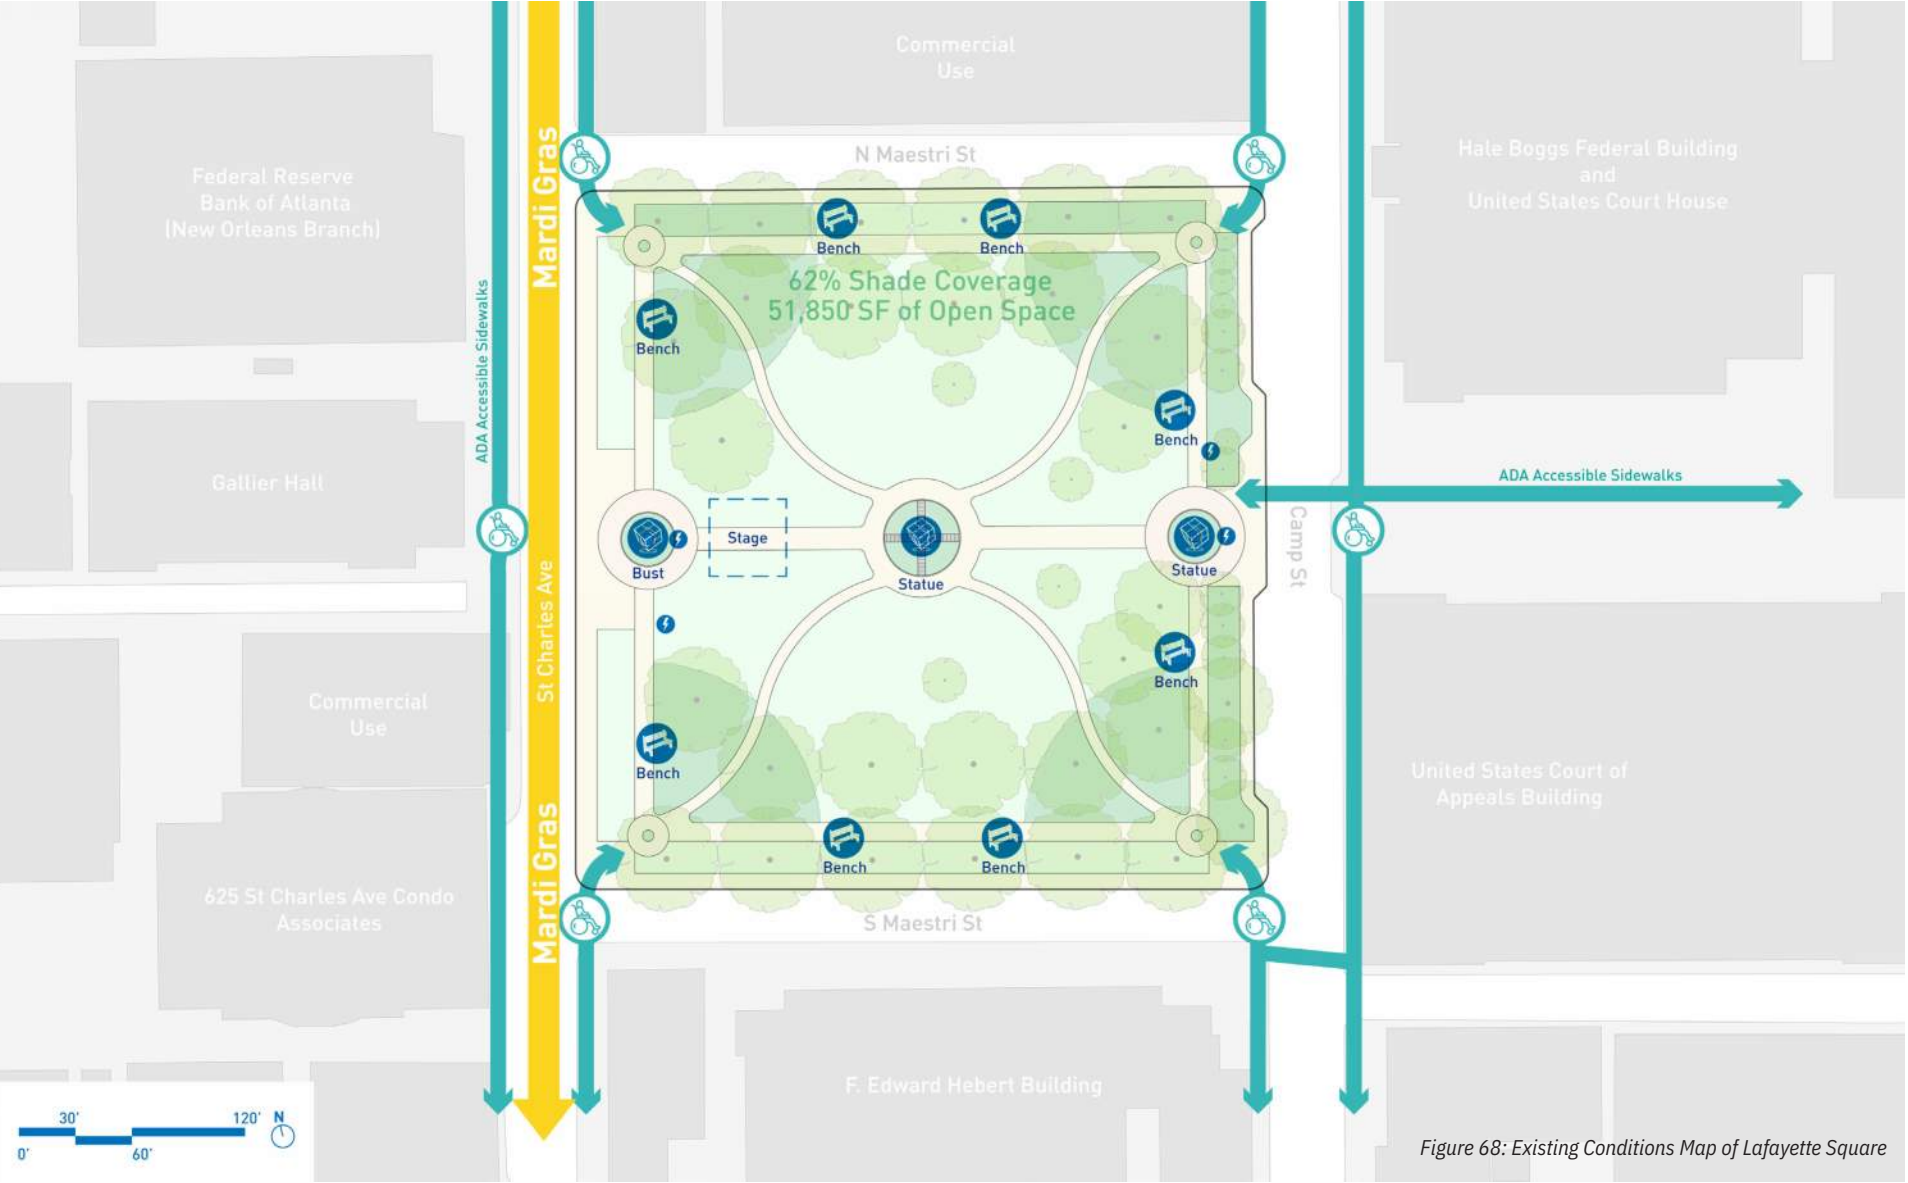 Commercial
Use
N Maestri St
Mardi Gras
Federal Reserve
Bank of Atlanta
(New Orleans Branch)
Hale Boggs Federal Building
and
United States Court House
Bench
Bench
62% Shade Coverage
51,850 SF of Open Space
Bench
ADA Accessible Sidewalks
Bench
Gallier Hall
ADA Accessible Sidewalks
Stage
Bust
Statue
Statue
Camp St
St Charles Ave
Commercial
Use
Bench
Bench
United States Court of
Appeals Building
Mardi Gras
Bench
Bench
625 St Charles Ave Condo
Associates
S Maestri St
F. Edward Hebert Building
30'
120'
N
0'
60'
Figure 68: Existing Conditions Map of Lafayette Square